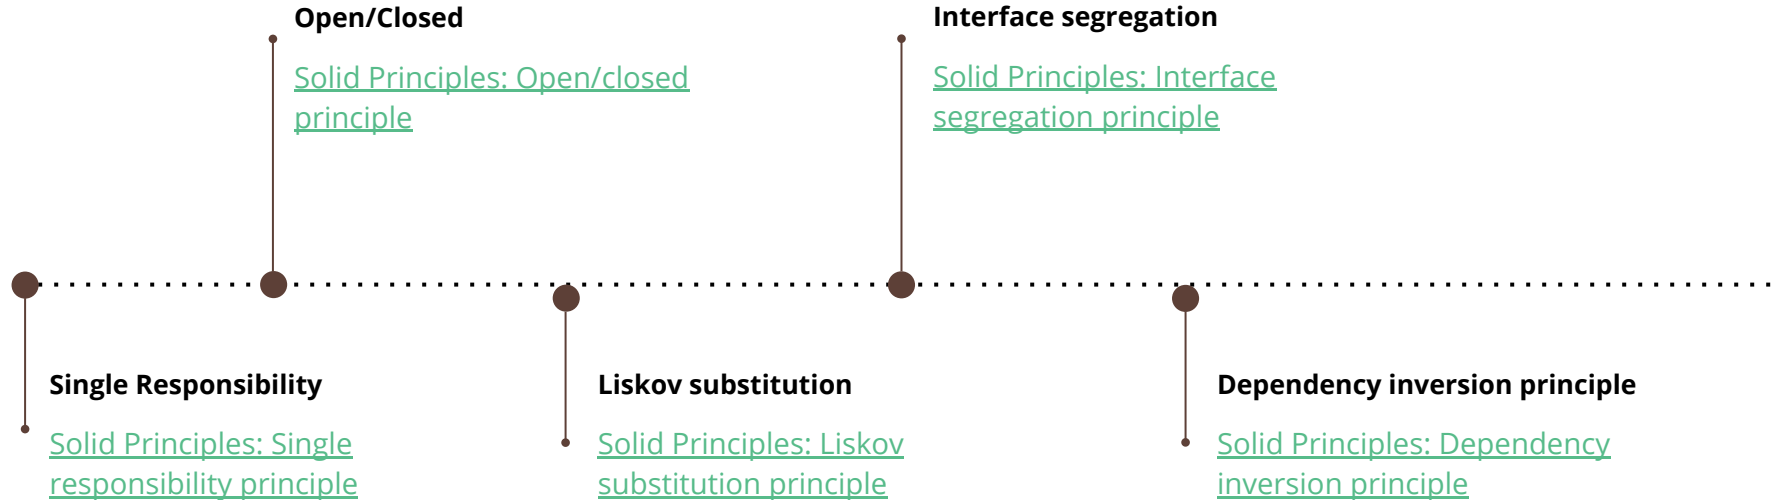 Open/Closed
Solid Principles: Open/closed
principle
Interface segregation
Solid Principles: Interface
segregation principle
Single Responsibility
Solid Principles: Single
responsibility principle
Liskov substitution
Solid Principles: Liskov
substitution principle
Dependency inversion principle
Solid Principles: Dependency
inversion principle